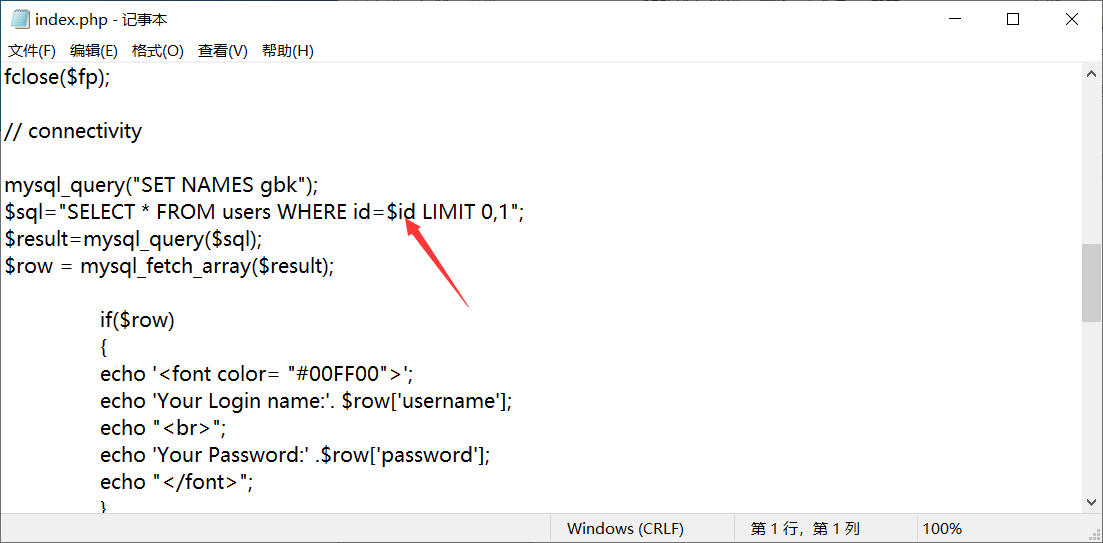 index.php - 记事本
文件(F) 编辑(E) 格式(O) 查看(V) 帮助(H)
fclose($fp);
// connectivity
mysql_query("SET NAMES gbk");
$sql="SELECT * FROM users WHERE id=$id LIMIT 0,1";
$result=mysql_query($sql);
$row = mysql_fetch_array($result);
if($row)
{
echo '<font color= "#00FF00">';
echo 'Your Login name:'. $row['username'];
echo "<br>";
echo 'Your Password:' .$row['password'];
echo "</font>";
}
Windows (CRLF) 第 1 行，第 1 列 100%